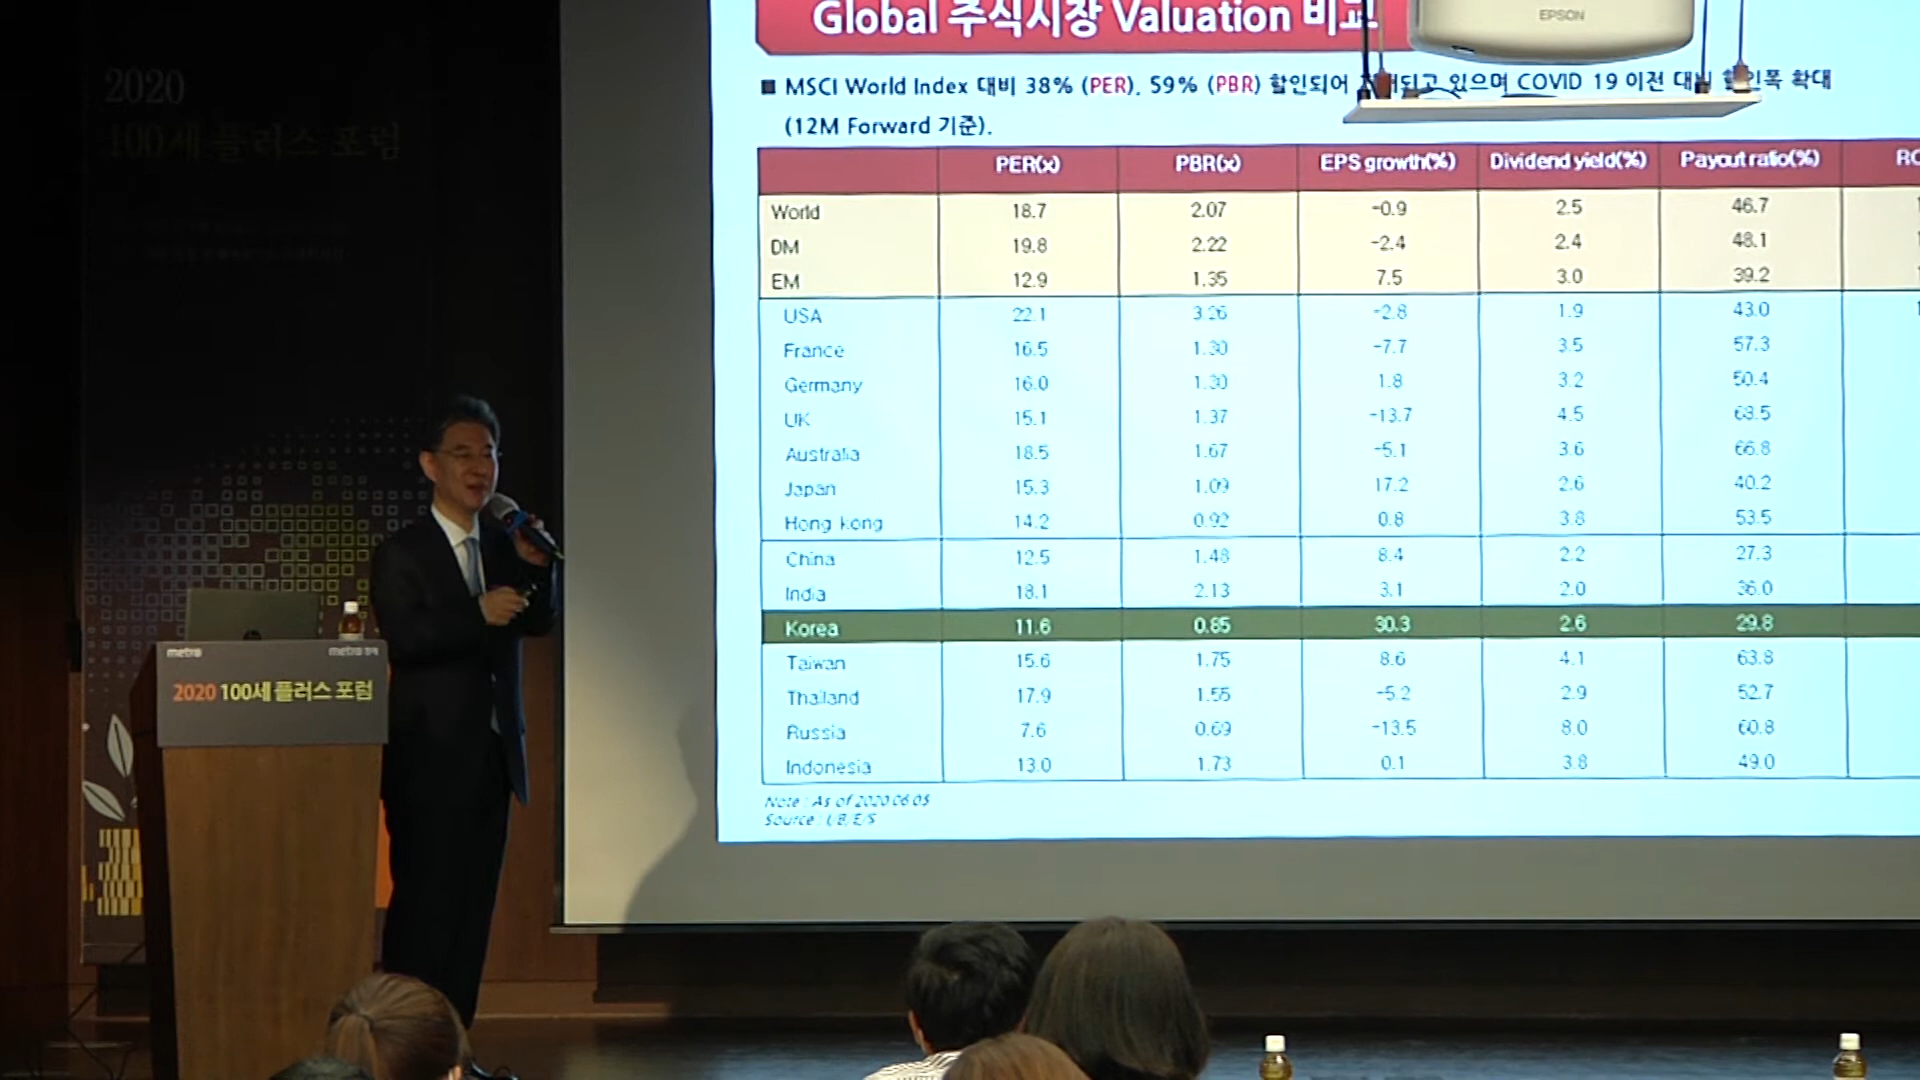 Global 주식시장 Valuation 비교
EPSON
■ MSCI World Index 대비 38% (PER), 59% (PBR) 할인되어 있으며 COVID 19 이전 대비 할인폭 확대
(12M Forward 기준).
PER(x) PBR(x) EPS growth(%) Dividend yield(%) Payout ratio(%)
World 18.7 2.07 -0.9 2.5 46.7
DM 19.8 2.22 -2.4 2.4 48.1
EM 12.9 1.35 7.5 3.0 39.2
USA 22.1 3.26 -2.8 1.9 43.0
France 16.5 1.30 -7.7 3.5 57.3
Germany 16.0 1.30 1.8 3.2 50.4
UK 15.1 1.37 -13.7 4.5 63.5
Australia 18.5 1.67 -5.1 3.6 66.8
Japan 15.3 1.09 17.2 2.6 40.2
Hong kong 14.2 0.92 0.8 3.8 53.5
China 12.5 1.48 8.4 2.2 27.3
India 18.1 2.13 3.1 2.0 36.0
Korea 11.6 0.85 30.3 2.6 29.8
Taiwan 15.6 1.75 8.6 4.1 63.8
Thailand 17.9 1.55 -5.2 2.9 52.7
Russia 7.6 0.69 -13.5 8.0 60.8
Indonesia 13.0 1.73 0.1 3.8 49.0
Note : As of 2020.06.05
Source : I/B/E/S
2020
100세 플러스 포럼
metro metro 경제
2020 100세 플러스 포럼